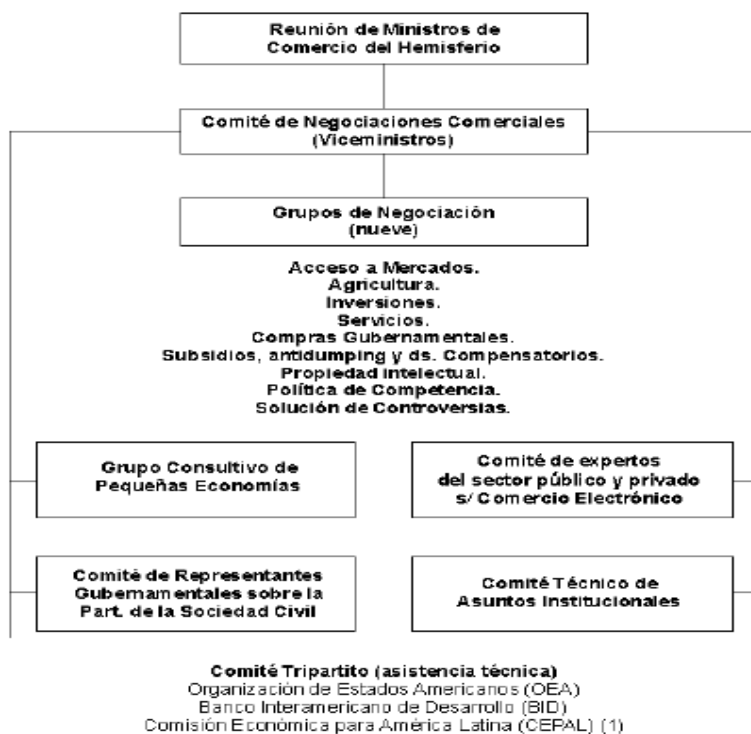 Reunión de Ministros de
Comercio del Hemisferio
Comité de Negociaciones Comerciales
(Viceministros)
Grupos de Negociación
(nueve)
Acceso a Mercados.
Agricultura.
Inversiones.
Servicios.
Compras Gubernamentales.
Subsidios, antidumping y ds. Compensatorios.
Propiedad intelectual.
Política de Competencia.
Solución de Controversias.
Grupo Consultivo de
Pequeñas Economías
Comité de expertos
del sector público y privado
s/ Comercio Electrónico
Comité de Representantes
Gubernamentales sobre la
Part. de la Sociedad Civil
Comité Técnico de
Asuntos Institucionales
Comité Tripartito (asistencia técnica)
Organización de Estados Americanos (OEA)
Banco Interamericano de Desarrollo (BID)
Comisión Económica para América Latina (CEPAL) (1)